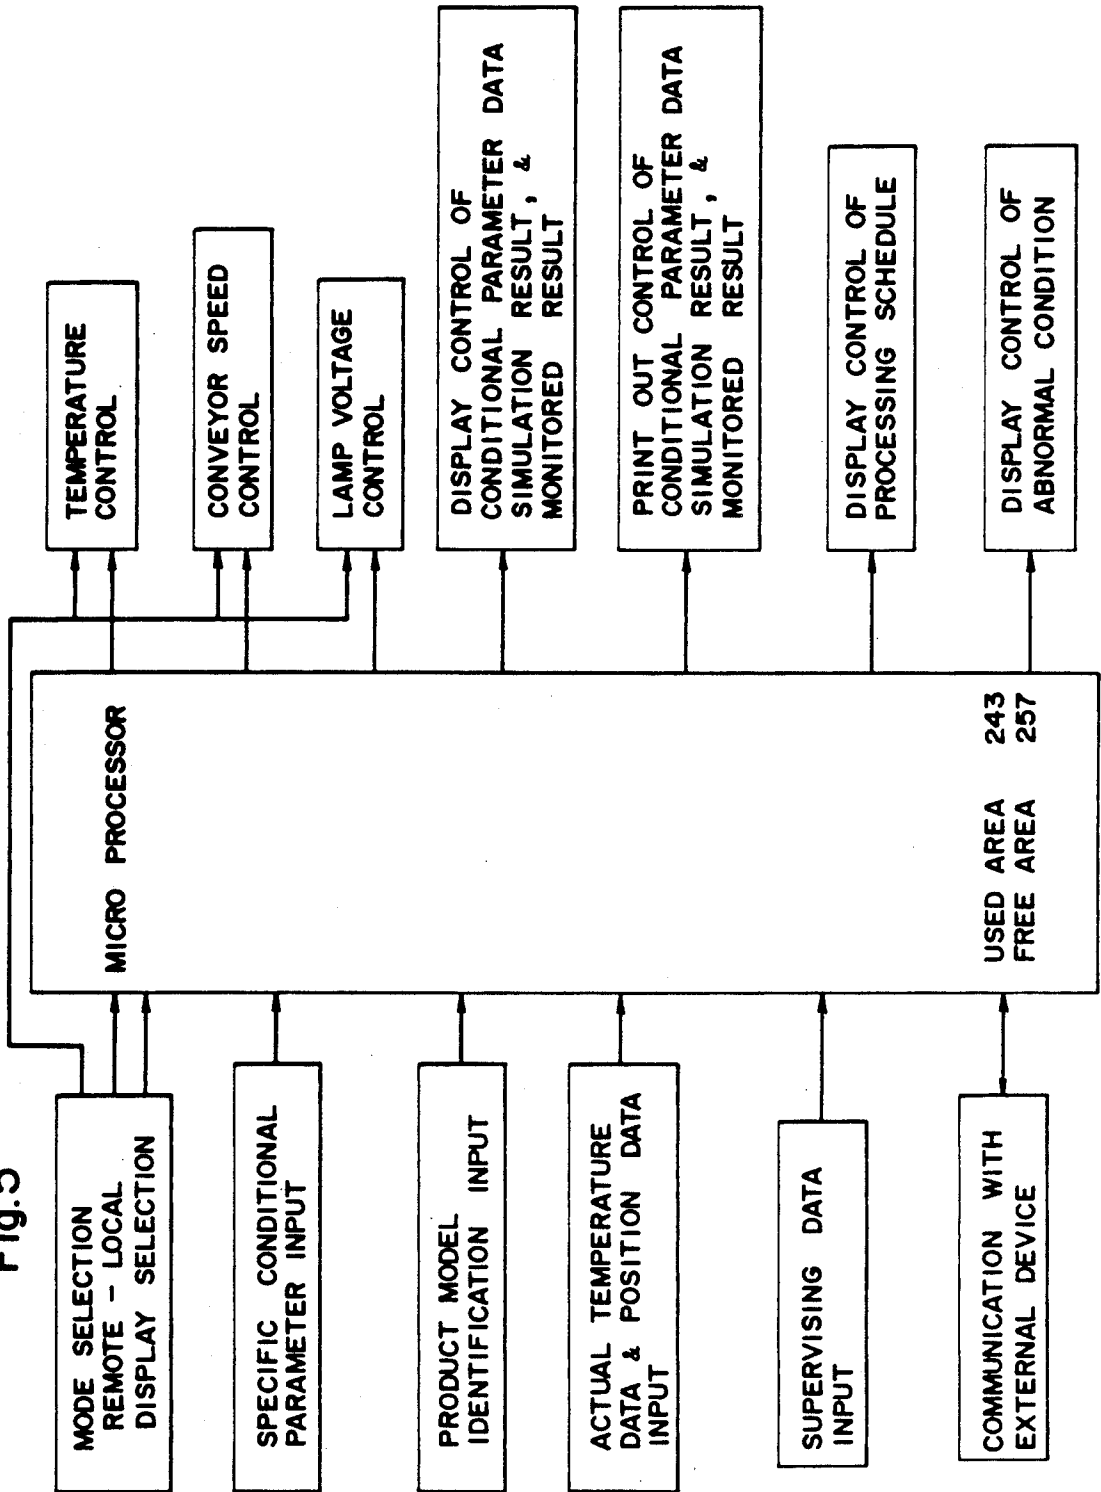 Fig.5
MODE SELECTION
REMOTE – LOCAL
DISPLAY SELECTION
SPECIFIC CONDITIONAL
PARAMETER INPUT
PRODUCT MODEL
IDENTIFICATION INPUT
ACTUAL TEMPERATURE
DATA & POSITION DATA
INPUT
SUPERVISING DATA
INPUT
COMMUNICATION WITH
EXTERNAL DEVICE
MICRO PROCESSOR
USED AREA 243
FREE AREA 257
TEMPERATURE
CONTROL
CONVEYOR SPEED
CONTROL
LAMP VOLTAGE
CONTROL
DISPLAY CONTROL OF
CONDITIONAL PARAMETER DATA
SIMULATION RESULT, &
MONITORED RESULT
PRINT OUT CONTROL OF
CONDITIONAL PARAMETER DATA
SIMULATION RESULT, &
MONITORED RESULT
DISPLAY CONTROL OF
PROCESSING SCHEDULE
DISPLAY CONTROL OF
ABNORMAL CONDITION